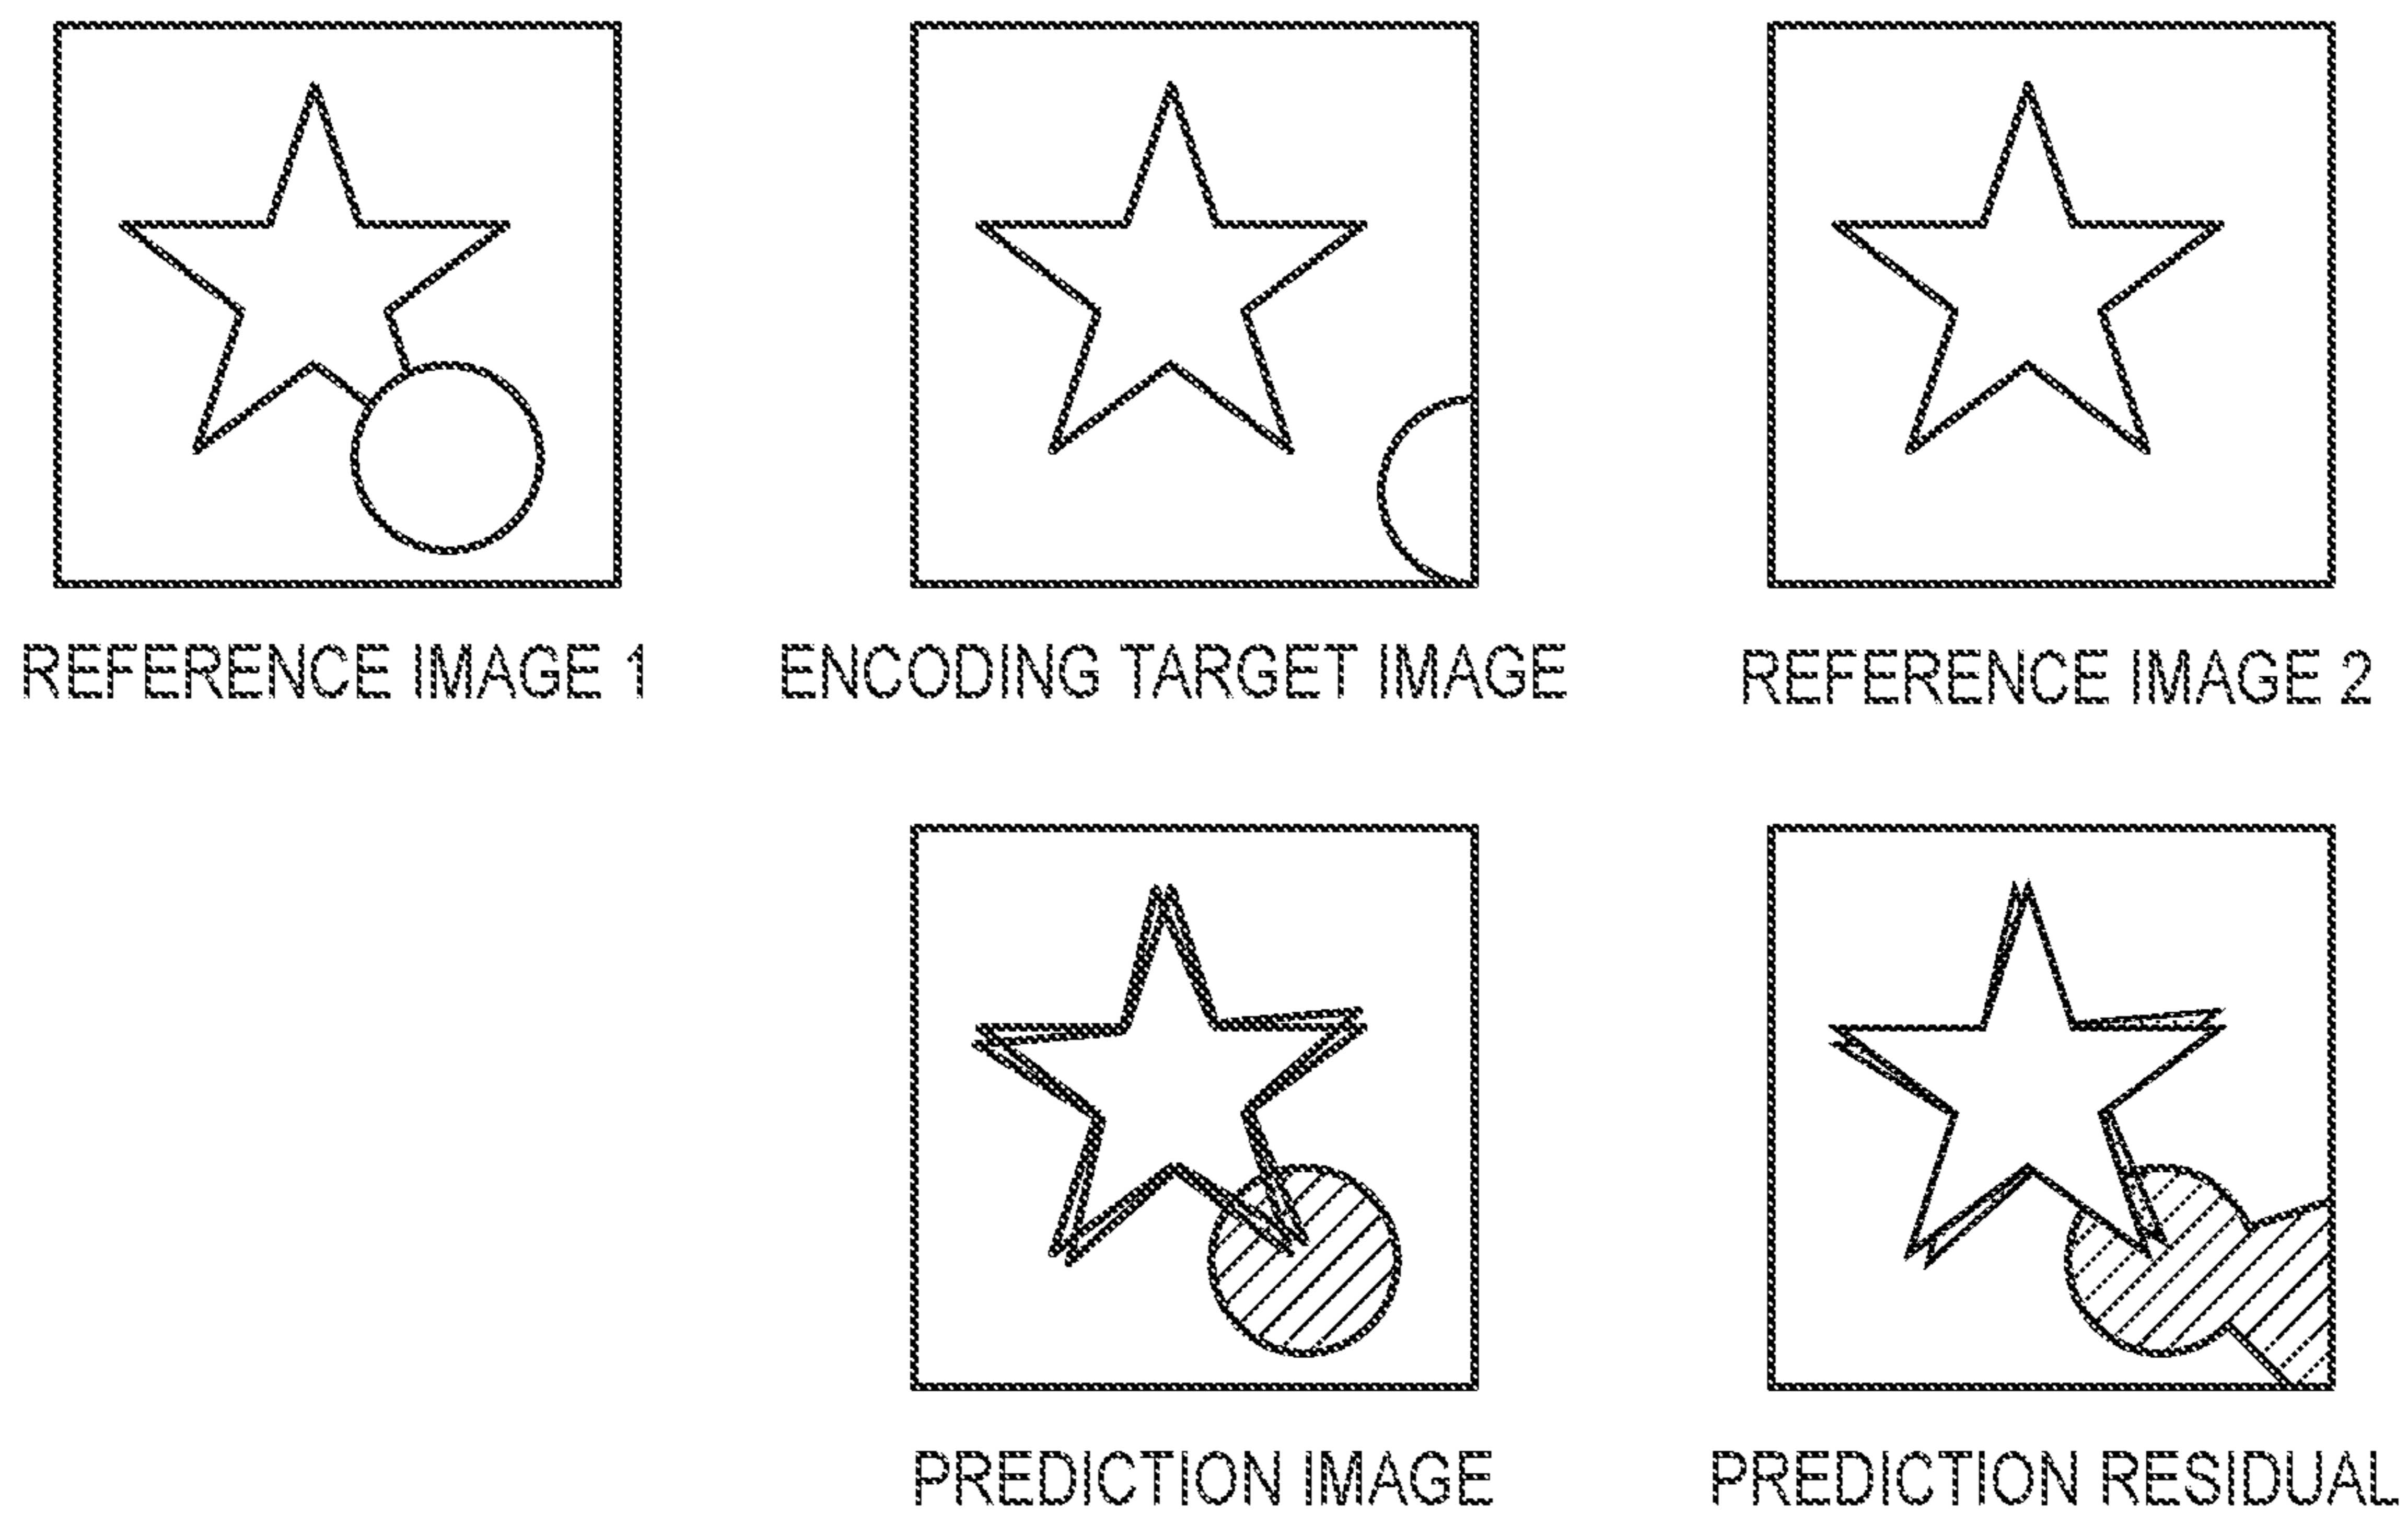 REFERENCE IMAGE 1
ENCODING TARGET IMAGE
REFERENCE IMAGE 2
PREDICTION IMAGE
PREDICTION RESIDUAL